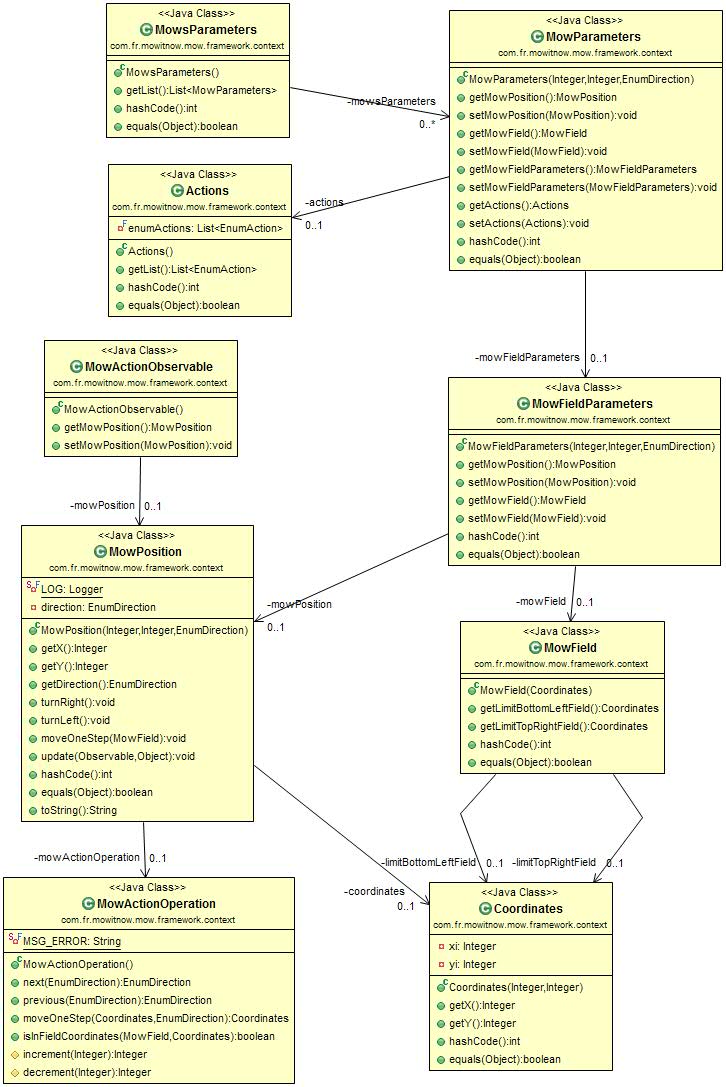 <<Java Class>>
MowsParameters
com.fr.mowitnow.mow.framework.context
MowsParameters()
getList():List<MowParameters>
hashCode():int
equals(Object):boolean
-mowsParameters
0..*
<<Java Class>>
MowParameters
com.fr.mowitnow.mow.framework.context
MowParameters(Integer,Integer,EnumDirection)
getMowPosition():MowPosition
setMowPosition(MowPosition):void
getMowField():MowField
setMowField(MowField):void
getMowFieldParameters():MowFieldParameters
setMowFieldParameters(MowFieldParameters):void
getActions():Actions
setActions(Actions):void
hashCode():int
equals(Object):boolean
<<Java Class>>
Actions
com.fr.mowitnow.mow.framework.context
enumActions: List<EnumAction>
Actions()
getList():List<EnumAction>
hashCode():int
equals(Object):boolean
-actions
0..1
-mowFieldParameters
0..1
<<Java Class>>
MowActionObservable
com.fr.mowitnow.mow.framework.context
MowActionObservable()
getMowPosition():MowPosition
setMowPosition(MowPosition):void
<<Java Class>>
MowFieldParameters
com.fr.mowitnow.mow.framework.context
MowFieldParameters(Integer,Integer,EnumDirection)
getMowPosition():MowPosition
setMowPosition(MowPosition):void
getMowField():MowField
setMowField(MowField):void
hashCode():int
equals(Object):boolean
-mowPosition
0..1
<<Java Class>>
MowPosition
com.fr.mowitnow.mow.framework.context
LOG: Logger
direction: EnumDirection
MowPosition(Integer,Integer,EnumDirection)
getX():Integer
getY():Integer
getDirection():EnumDirection
turnRight():void
turnLeft():void
moveOneStep(MowField):void
update(Observable,Object):void
hashCode():int
equals(Object):boolean
toString():String
-mowPosition
0..1
-mowField
0..1
<<Java Class>>
MowField
com.fr.mowitnow.mow.framework.context
MowField(Coordinates)
getLimitBottomLeftField():Coordinates
getLimitTopRightField():Coordinates
hashCode():int
equals(Object):boolean
-mowActionOperation
0..1
-limitBottomLeftField
0..1
-limitTopRightField
0..1
-coordinates
0..1
<<Java Class>>
MowActionOperation
com.fr.mowitnow.mow.framework.context
MSG_ERROR: String
MowActionOperation()
next(EnumDirection):EnumDirection
previous(EnumDirection):EnumDirection
moveOneStep(Coordinates,EnumDirection):Coordinates
isInFieldCoordinates(MowField,Coordinates):boolean
increment(Integer):Integer
decrement(Integer):Integer
<<Java Class>>
Coordinates
com.fr.mowitnow.mow.framework.context
xi: Integer
yi: Integer
Coordinates(Integer,Integer)
getX():Integer
getY():Integer
hashCode():int
equals(Object):boolean